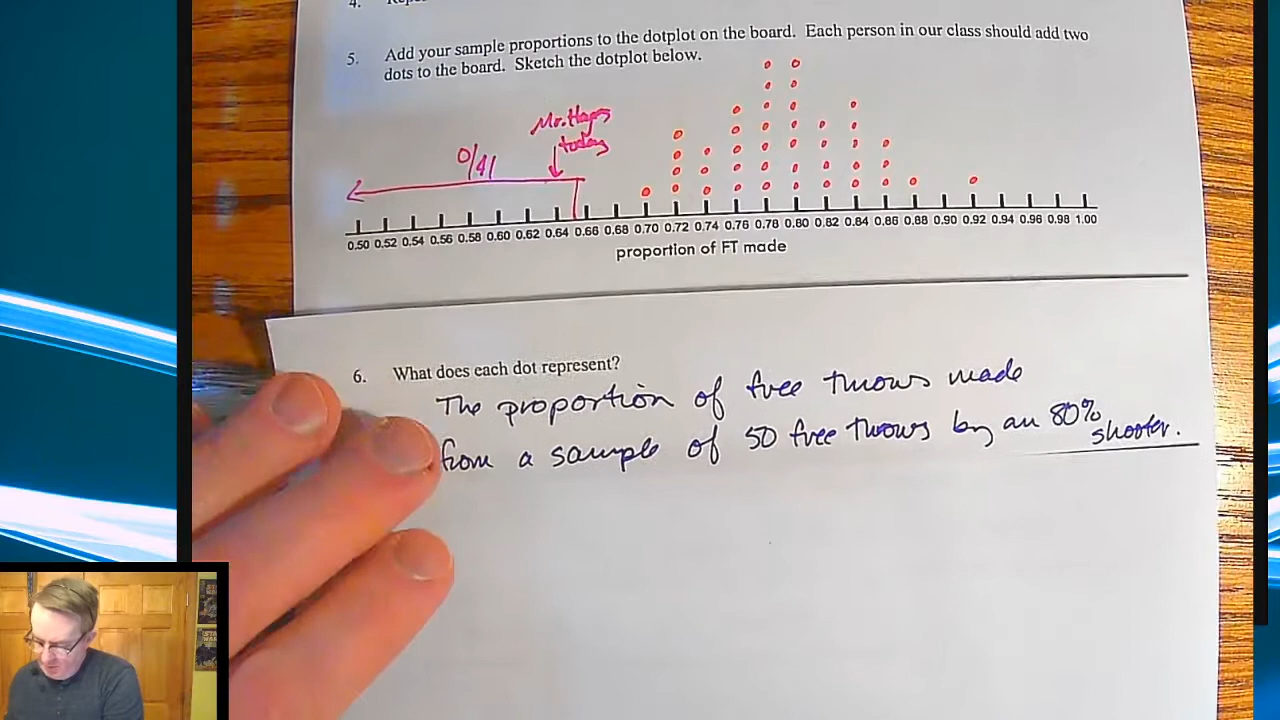 4.
5. Add your sample proportions to the dotplot on the board. Each person in our class should add two
dots to the board. Sketch the dotplot below.
Mr. Hogs
today
0/41
0.50 0.52 0.54 0.56 0.58 0.60 0.62 0.64 0.66 0.68 0.70 0.72 0.74 0.76 0.78 0.80 0.82 0.84 0.86 0.88 0.90 0.92 0.94 0.96 0.98 1.00
proportion of FT made
6. What does each dot represent?
The proportion of free throws made
from a sample of 50 free throws by an 80%
shooter.